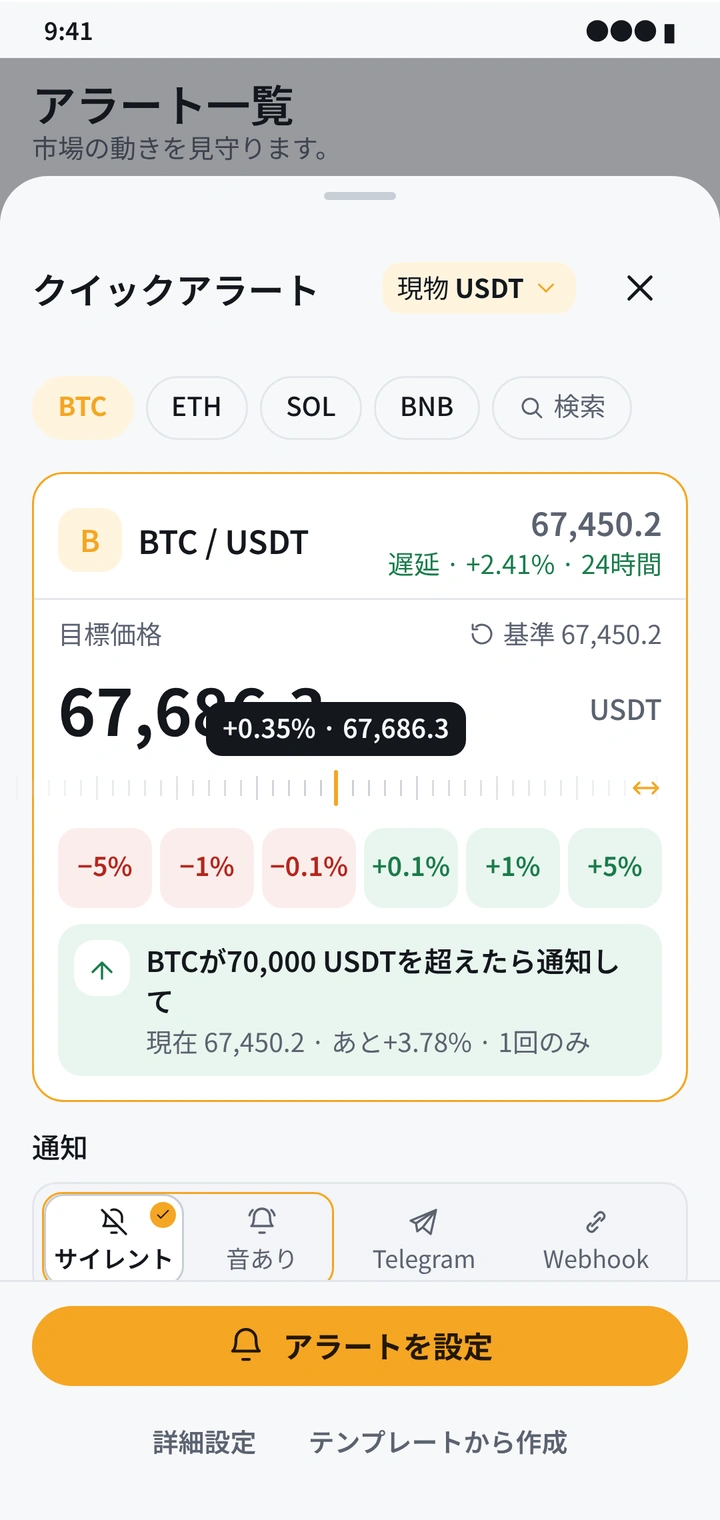 9:41
アラート一覧
市場の動きを見守ります。
クイックアラート
現物 USDT
BTC
ETH
SOL
BNB
検索
B
BTC / USDT
67,450.2
遅延 · +2.41% · 24時間
目標価格
基準 67,450.2
67,686.3
USDT
+0.35% · 67,686.3
−5%
−1%
−0.1%
+0.1%
+1%
+5%
BTCが70,000 USDTを超えたら通知し
て
現在 67,450.2 · あと+3.78% · 1回のみ
通知
サイレント
音あり
Telegram
Webhook
アラートを設定
詳細設定
テンプレートから作成